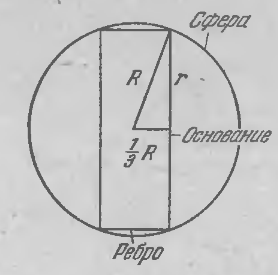 Сфера
R
r
Основание
1/3 R
Ребро